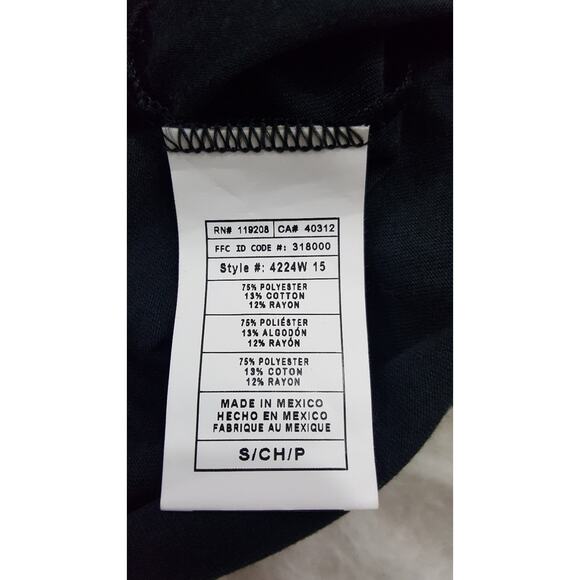 RN# 119208 CA# 40312
FFC ID CODE #: 318000
Style #: 4224W 15
75% POLYESTER
13% COTTON
12% RAYON
75% POLIÉSTER
13% ALGODÓN
12% RAYÓN
75% POLYESTER
13% COTON
12% RAYON
MADE IN MEXICO
HECHO EN MEXICO
FABRIQUE AU MEXIQUE
S/CH/P